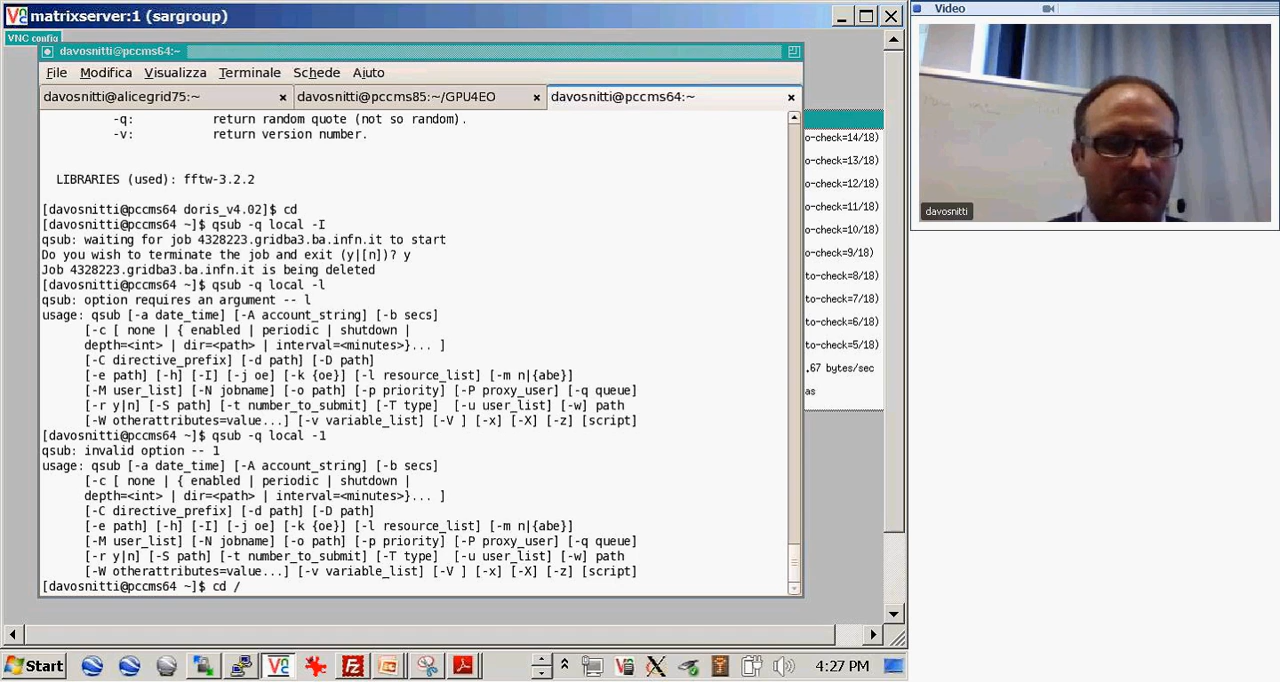 matrixserver:1 (sargroup)
Video
VNC config
davosnitti@pccms64:~
File Modifica Visualizza Terminale Schede Aiuto
davosnitti@alicegrid75:~ davosnitti@pccms85:~/GPU4EO davosnitti@pccms64:~
-q: return random quote (not so random).
-v: return version number.
LIBRARIES (used): fftw-3.2.2
[davosnitti@pccms64 doris_v4.02]$ cd
[davosnitti@pccms64 ~]$ qsub -q local -I
qsub: waiting for job 4328223.gridba3.ba.infn.it to start
Do you wish to terminate the job and exit (y|[n])? y
Job 4328223.gridba3.ba.infn.it is being deleted
[davosnitti@pccms64 ~]$ qsub -q local -l
qsub: option requires an argument -- l
usage: qsub [-a date_time] [-A account_string] [-b secs]
[-c [ none | { enabled | periodic | shutdown |
depth=<int> | dir=<path> | interval=<minutes>}... ]
[-C directive_prefix] [-d path] [-D path]
[-e path] [-h] [-I] [-j oe] [-k {oe}] [-l resource_list] [-m n|{abe}]
[-M user_list] [-N jobname] [-o path] [-p priority] [-P proxy_user] [-q queue]
[-r y|n] [-S path] [-t number_to_submit] [-T type] [-u user_list] [-w] path
[-W otherattributes=value...] [-v variable_list] [-V ] [-x] [-X] [-z] [script]
[davosnitti@pccms64 ~]$ qsub -q local -1
qsub: invalid option -- 1
usage: qsub [-a date_time] [-A account_string] [-b secs]
[-c [ none | { enabled | periodic | shutdown |
depth=<int> | dir=<path> | interval=<minutes>}... ]
[-C directive_prefix] [-d path] [-D path]
[-e path] [-h] [-I] [-j oe] [-k {oe}] [-l resource_list] [-m n|{abe}]
[-M user_list] [-N jobname] [-o path] [-p priority] [-P proxy_user] [-q queue]
[-r y|n] [-S path] [-t number_to_submit] [-T type] [-u user_list] [-w] path
[-W otherattributes=value...] [-v variable_list] [-V ] [-x] [-X] [-z] [script]
[davosnitti@pccms64 ~]$ cd /
to-check=14/18)
to-check=13/18)
to-check=12/18)
to-check=11/18)
to-check=10/18)
to-check=9/18)
to-check=8/18)
to-check=7/18)
to-check=6/18)
to-check=5/18)
.67 bytes/sec
as
davosnitti
Start
4:27 PM